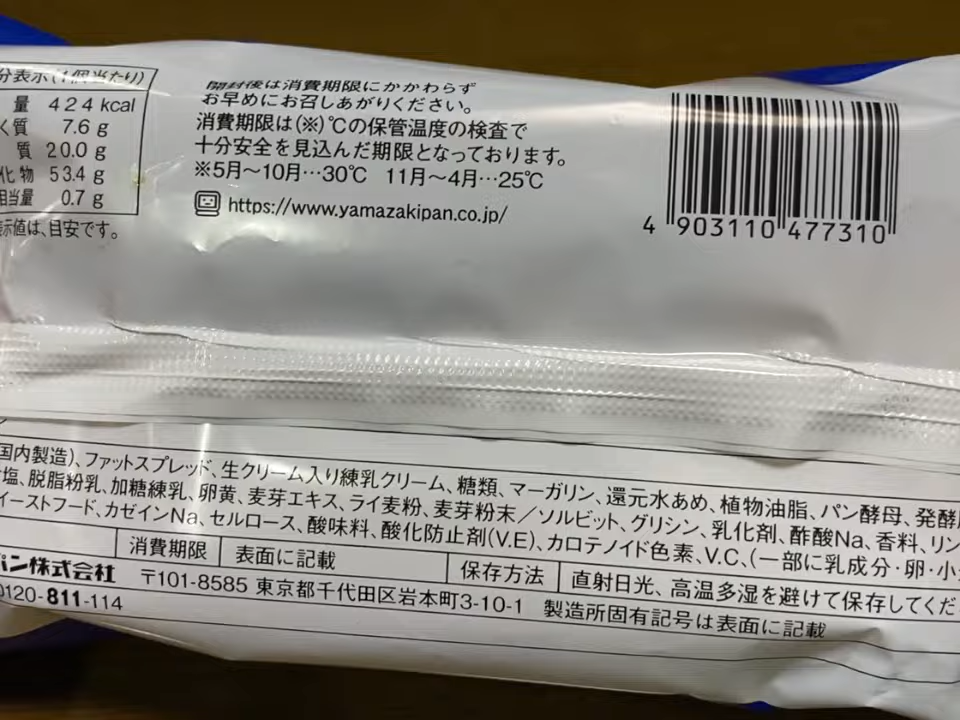 分表示(1個当たり)
量 424 kcal
く質 7.6 g
質 20.0 g
化物 53.4 g
相当量 0.7 g
示値は、目安です。
開封後は消費期限にかかわらず
お早めにお召しあがりください。
消費期限は(※)℃の保管温度の検査で
十分安全を見込んだ期限となっております。
※5月〜10月…30℃ 11月〜4月…25℃
https://www.yamazakipan.co.jp/
4 903110 477310
国内製造)、ファットスプレッド、生クリーム入り練乳クリーム、糖類、マーガリン、還元水あめ、植物油脂、パン酵母、発酵
塩、脱脂粉乳、加糖練乳、卵黄、麦芽エキス、ライ麦粉、麦芽粉末/ソルビット、グリシン、乳化剤、酢酸Na、香料、リン
イーストフード、カゼインNa、セルロース、酸味料、酸化防止剤(V.E)、カロテノイド色素、V.C、(一部に乳成分・卵・小
消費期限 表面に記載 保存方法 直射日光、高温多湿を避けて保存してくだ
パン株式会社 〒101-8585 東京都千代田区岩本町3-10-1 製造所固有記号は表面に記載
0120-811-114